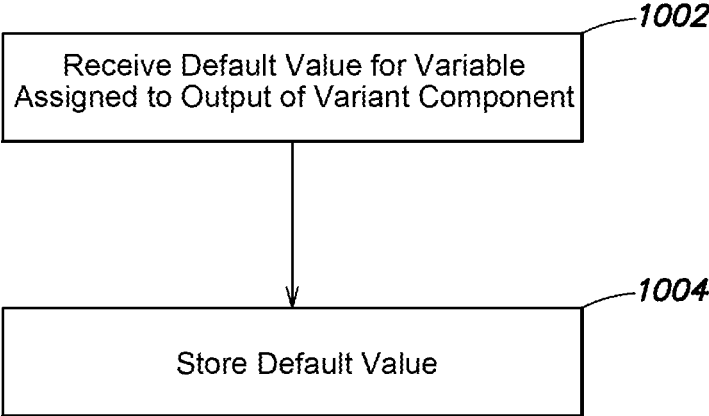 1002
Receive Default Value for Variable
Assigned to Output of Variant Component
1004
Store Default Value